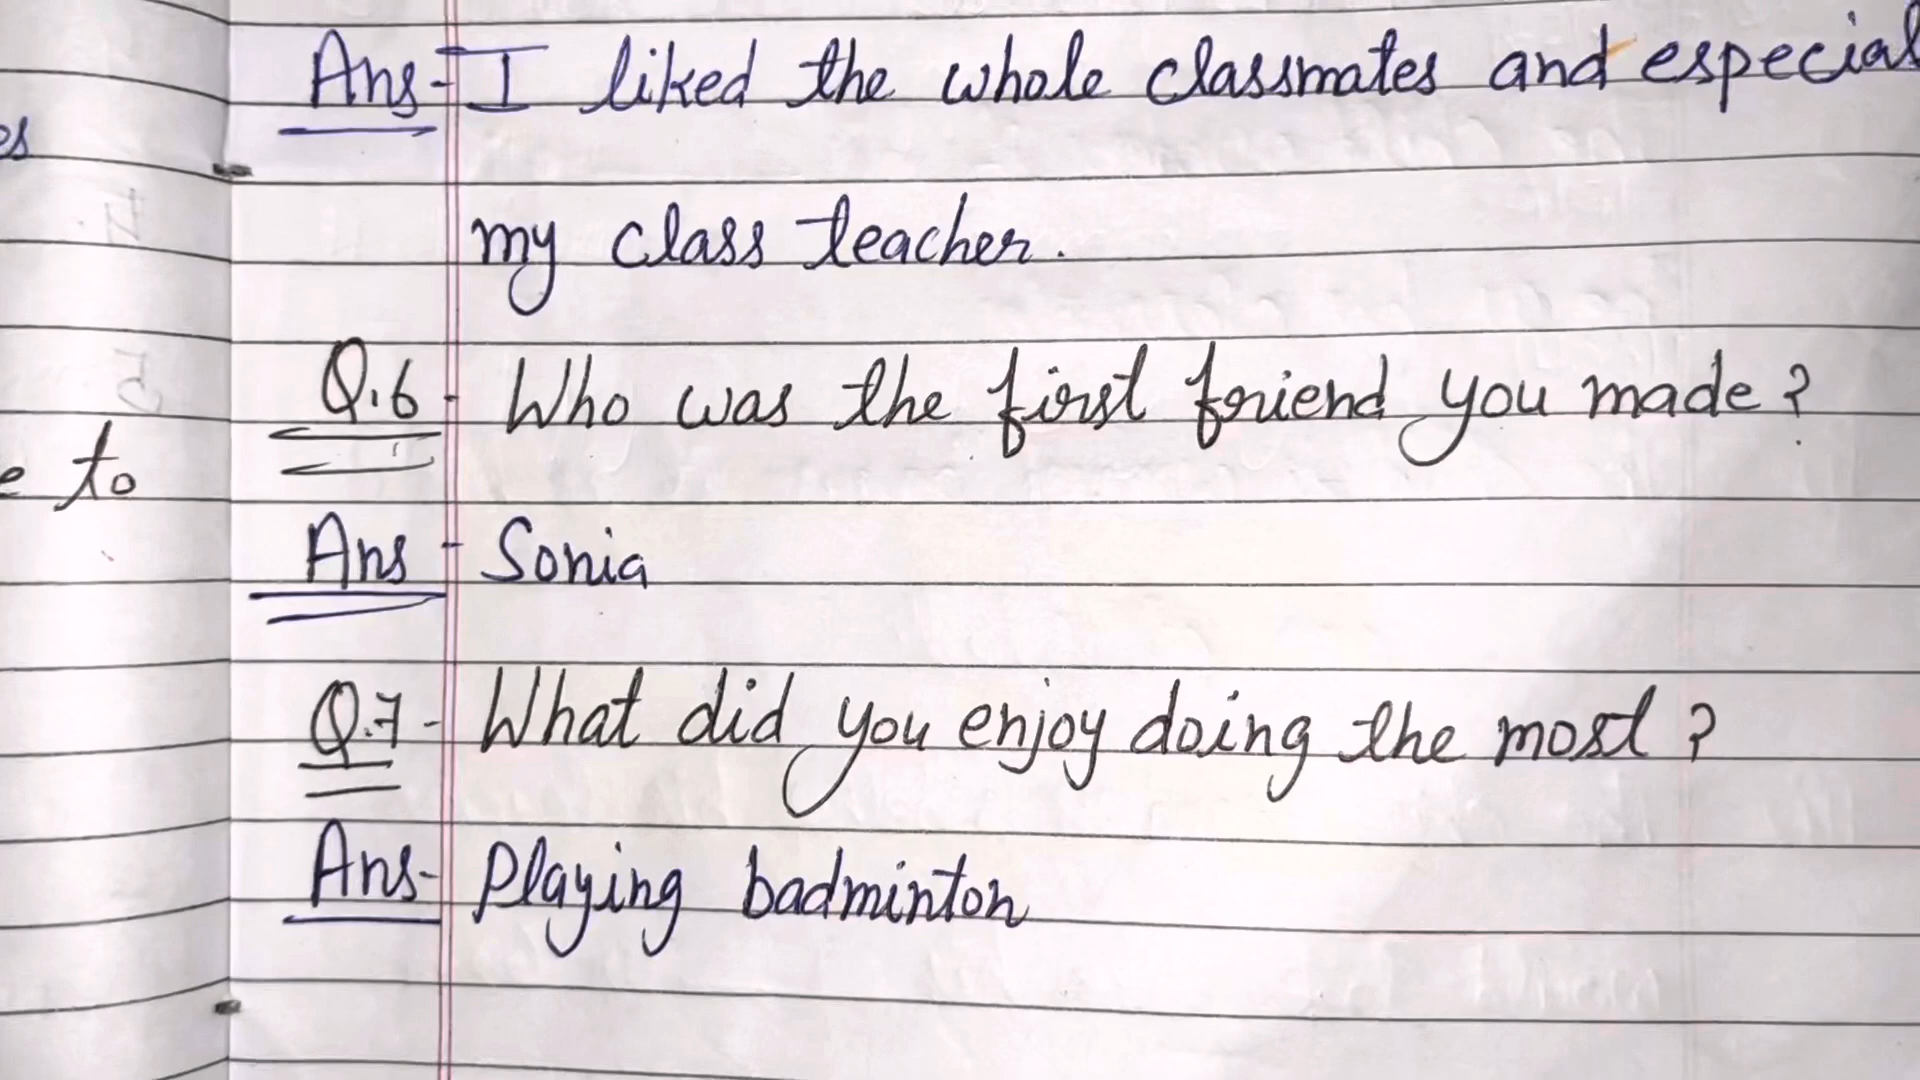 Ans- I liked the whole classmates and especial
my class teacher.
Q.6 - Who was the first friend you made?
to
Ans - Sonia
Q.7- What did you enjoy doing the most?
Ans- Playing badminton